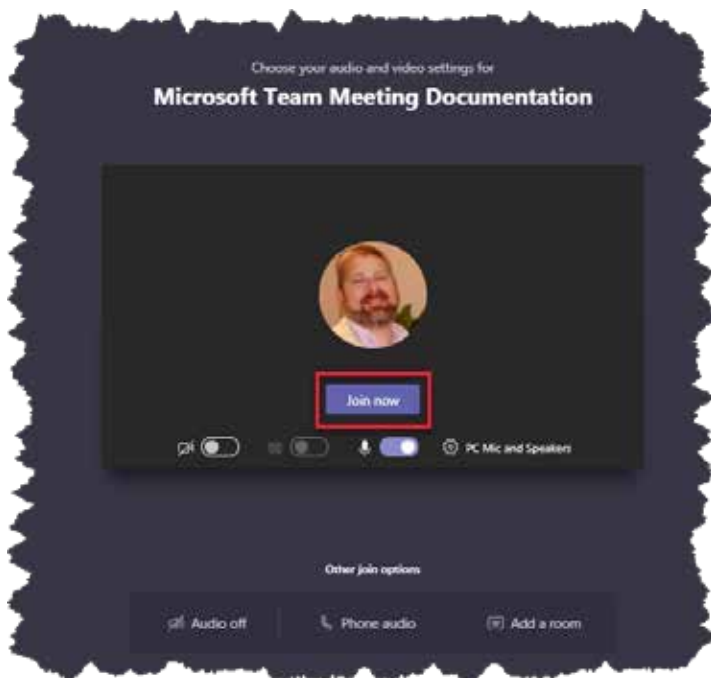 Choose your audio and video settings for
Microsoft Team Meeting Documentation
Join now
PC Mic and Speakers
Other join options
Audio off
Phone audio
Add a room